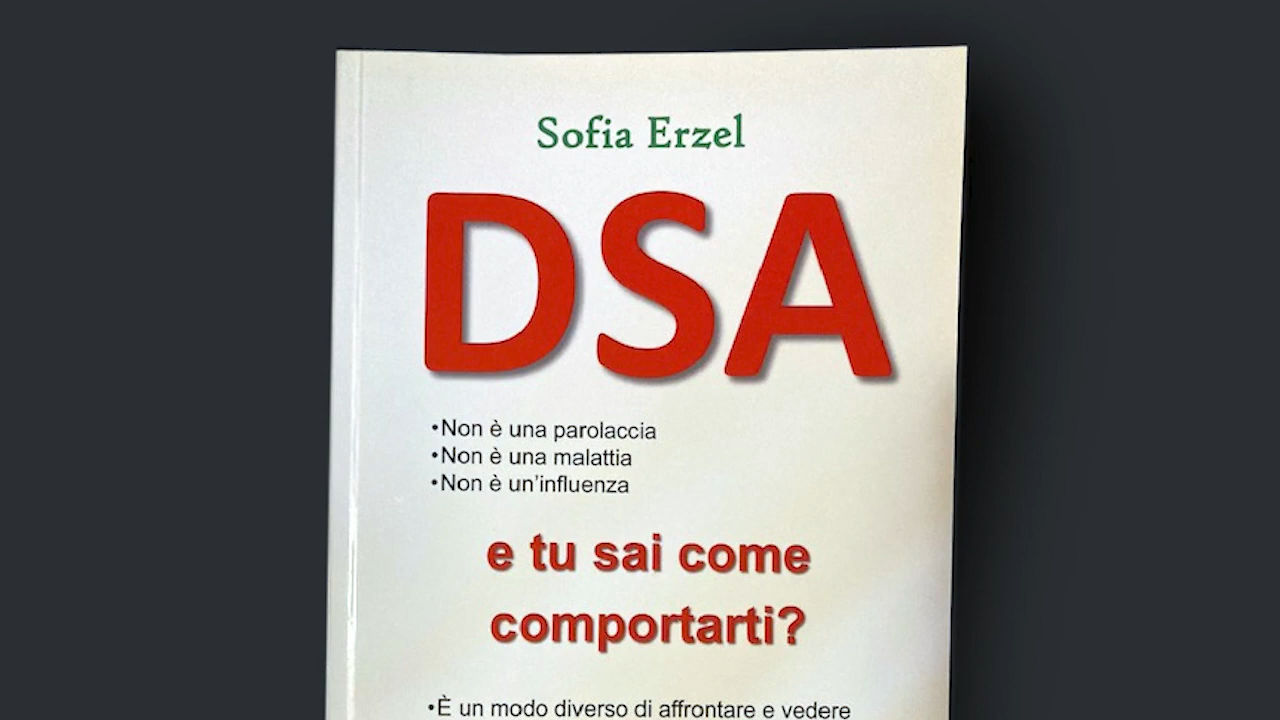 Sofia Erzel
DSA
•Non è una parolaccia
•Non è una malattia
•Non è un'influenza
e tu sai come
comportarti?
•È un modo diverso di affrontare e vedere